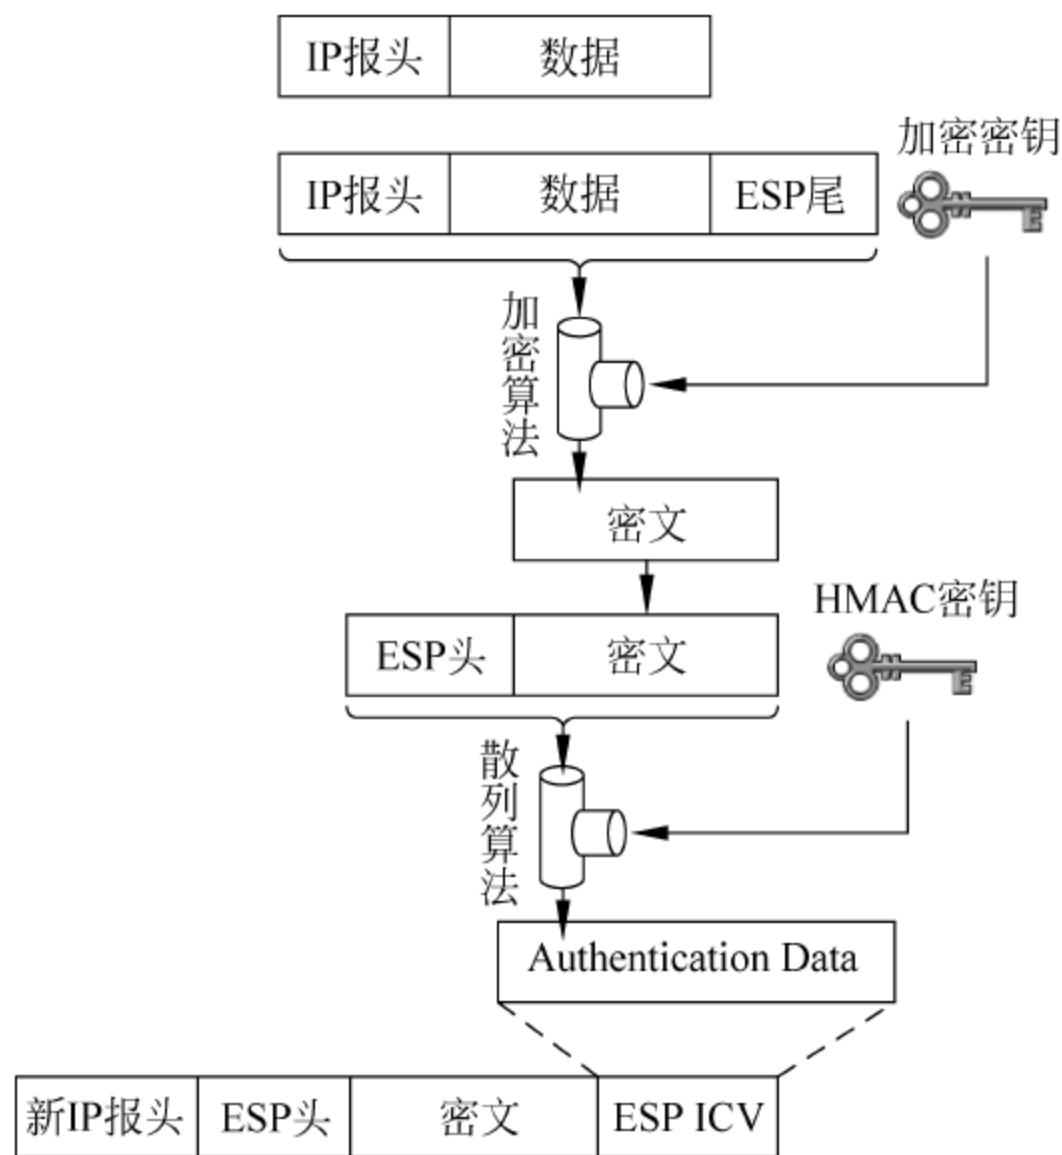 IP报头 数据
加密密钥
IP报头 数据 ESP尾
加密算法
密文
HMAC密钥
ESP头 密文
散列算法
Authentication Data
新IP报头 ESP头 密文 ESP ICV